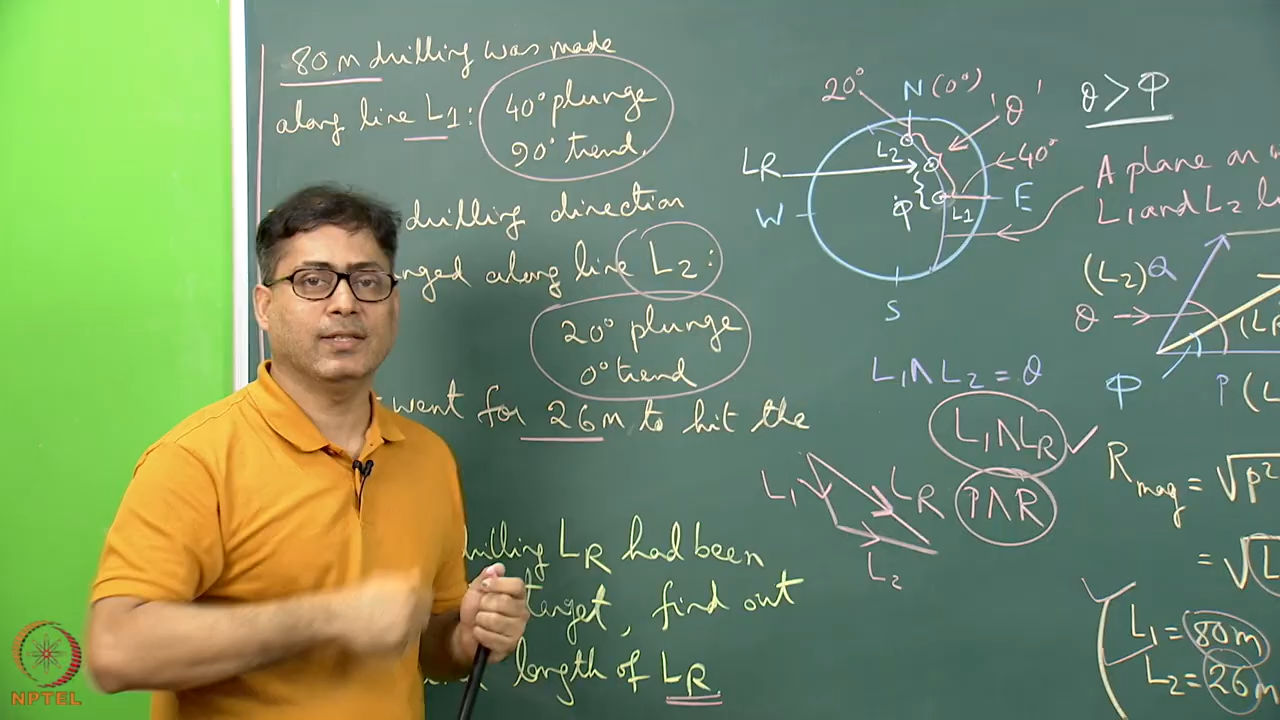 80 m drilling was made
along line L1:
40° plunge
90° trend,
drilling direction
along line L2:
20° plunge
0° trend
went for 26 m to hit the
drilling LR had been
target, find out
length of LR.
20°
N (0°)
'θ'
θ > Φ
L2
40°
LR
Φ
L1
E
W
S
A plane on
L1 and L2
(L2) Q
θ
(LR
Φ
P (L
L1 ∧ L2 = θ
L1 ∧ LR
P ∧ R
L1
LR
L2
Rmag = √P²
= √L
L1 = 80m
L2 = 26m
NPTEL